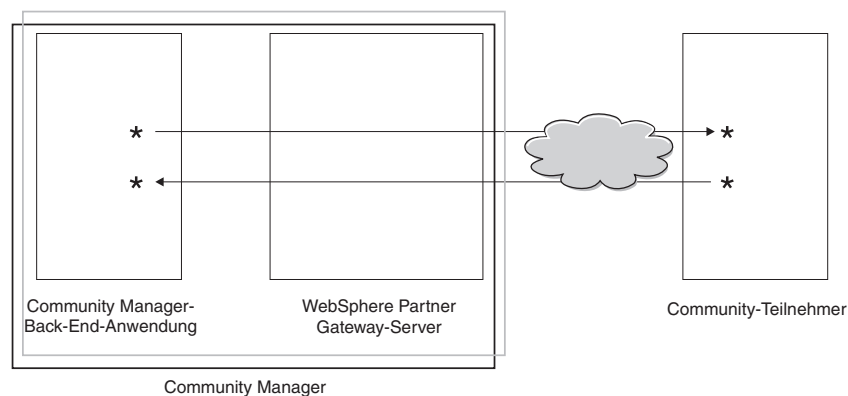 *
*
*
*
Community Manager-
Back-End-Anwendung
WebSphere Partner
Gateway-Server
Community-Teilnehmer
Community Manager